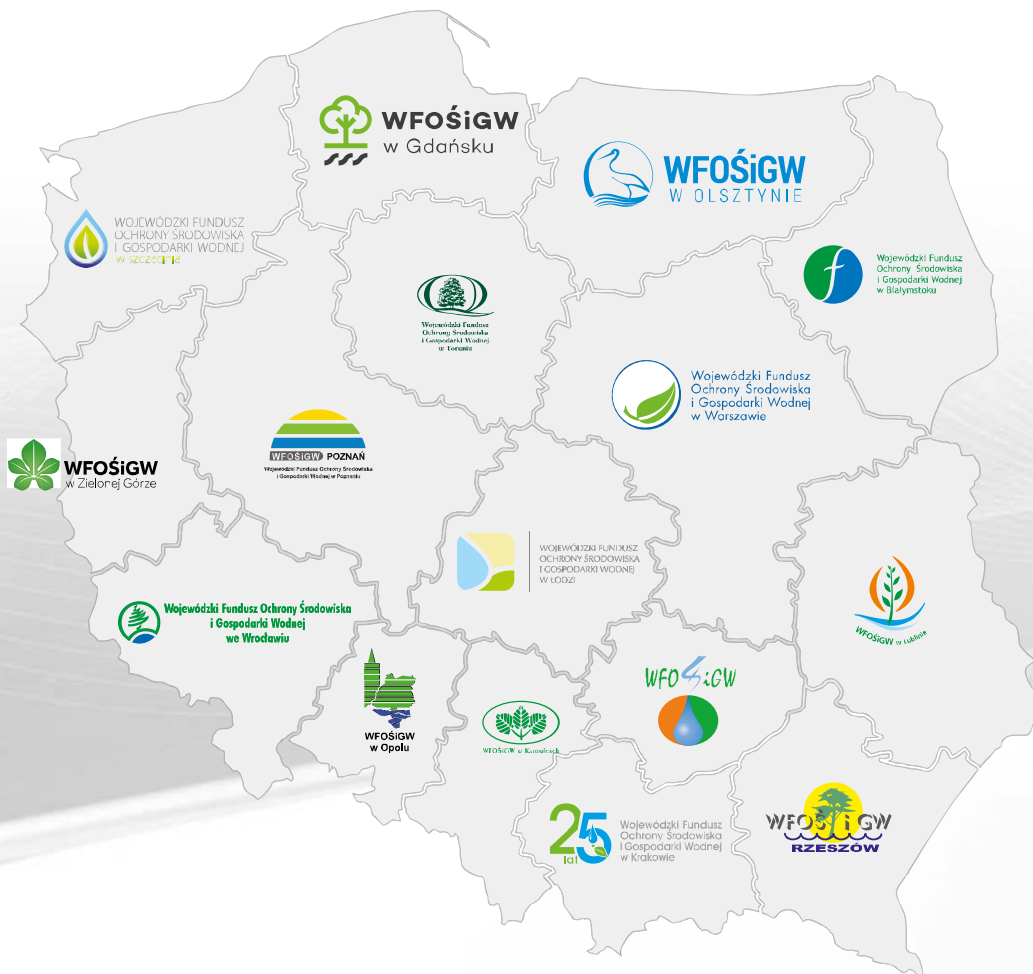 WFOŚiGW
w Gdańsku
WFOŚiGW
W OLSZTYNIE
WOJEWÓDZKI FUNDUSZ
OCHRONY ŚRODOWISKA
I GOSPODARKI WODNEJ
W SZCZECINIE
Wojewódzki Fundusz
Ochrony Środowiska
i Gospodarki Wodnej
w Białymstoku
Wojewódzki Fundusz
Ochrony Środowiska
i Gospodarki Wodnej
w Toruniu
Wojewódzki Fundusz
Ochrony Środowiska
i Gospodarki Wodnej
w Warszawie
WFOŚiGW POZNAŃ
Wojewódzki Fundusz Ochrony Środowiska
i Gospodarki Wodnej w Poznaniu
WFOŚiGW
w Zielonej Górze
WOJEWÓDZKI FUNDUSZ
OCHRONY ŚRODOWISKA
I GOSPODARKI WODNEJ
W ŁODZI
Wojewódzki Fundusz Ochrony Środowiska
i Gospodarki Wodnej
we Wrocławiu
WFOŚiGW w Lublinie
WFOŚiGW
w Opolu
WFOŚiGW w Katowicach
WFOŚiGW
25
lat
Wojewódzki Fundusz
Ochrony Środowiska
i Gospodarki Wodnej
w Krakowie
WFOŚiGW
RZESZÓW